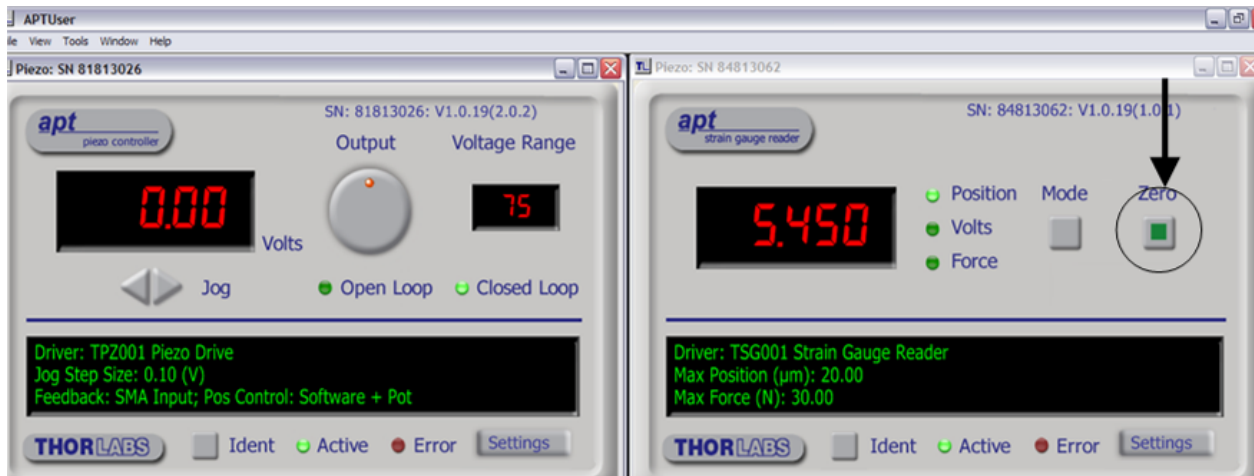 APTUser
View Tools Window Help
Piezo: SN 81813026
SN: 81813026: V1.0.19(2.0.2)
apt
piezo controller
Output
Voltage Range
0.00
Volts
75
Jog
Open Loop
Closed Loop
Driver: TPZ001 Piezo Drive
Jog Step Size: 0.10 (V)
Feedback: SMA Input; Pos Control: Software + Pot
THORLABS
Ident
Active
Error
Settings
TL Piezo: SN 84813062
SN: 84813062: V1.0.19(1.0.1)
apt
strain gauge reader
5.450
Position
Volts
Force
Mode
Zero
Driver: TSG001 Strain Gauge Reader
Max Position (µm): 20.00
Max Force (N): 30.00
THORLABS
Ident
Active
Error
Settings